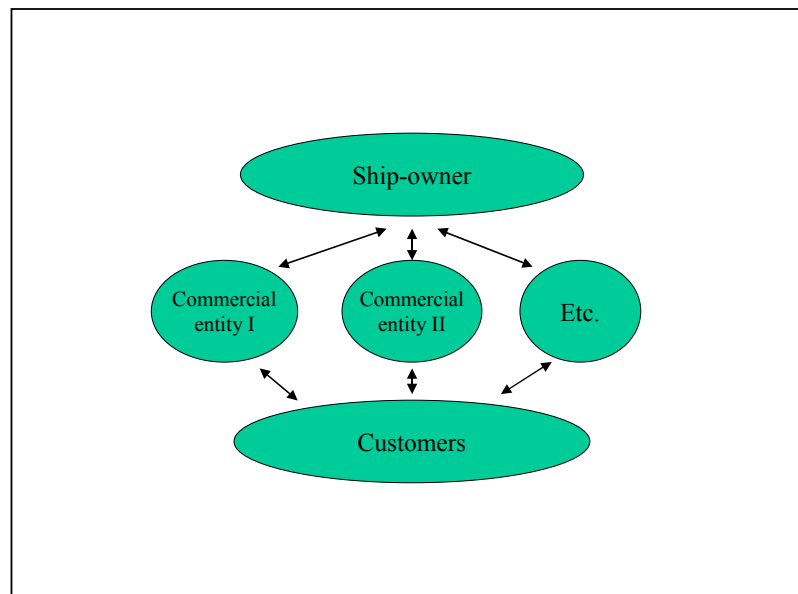 Ship-owner
Commercial
entity I
Commercial
entity II
Etc.
Customers